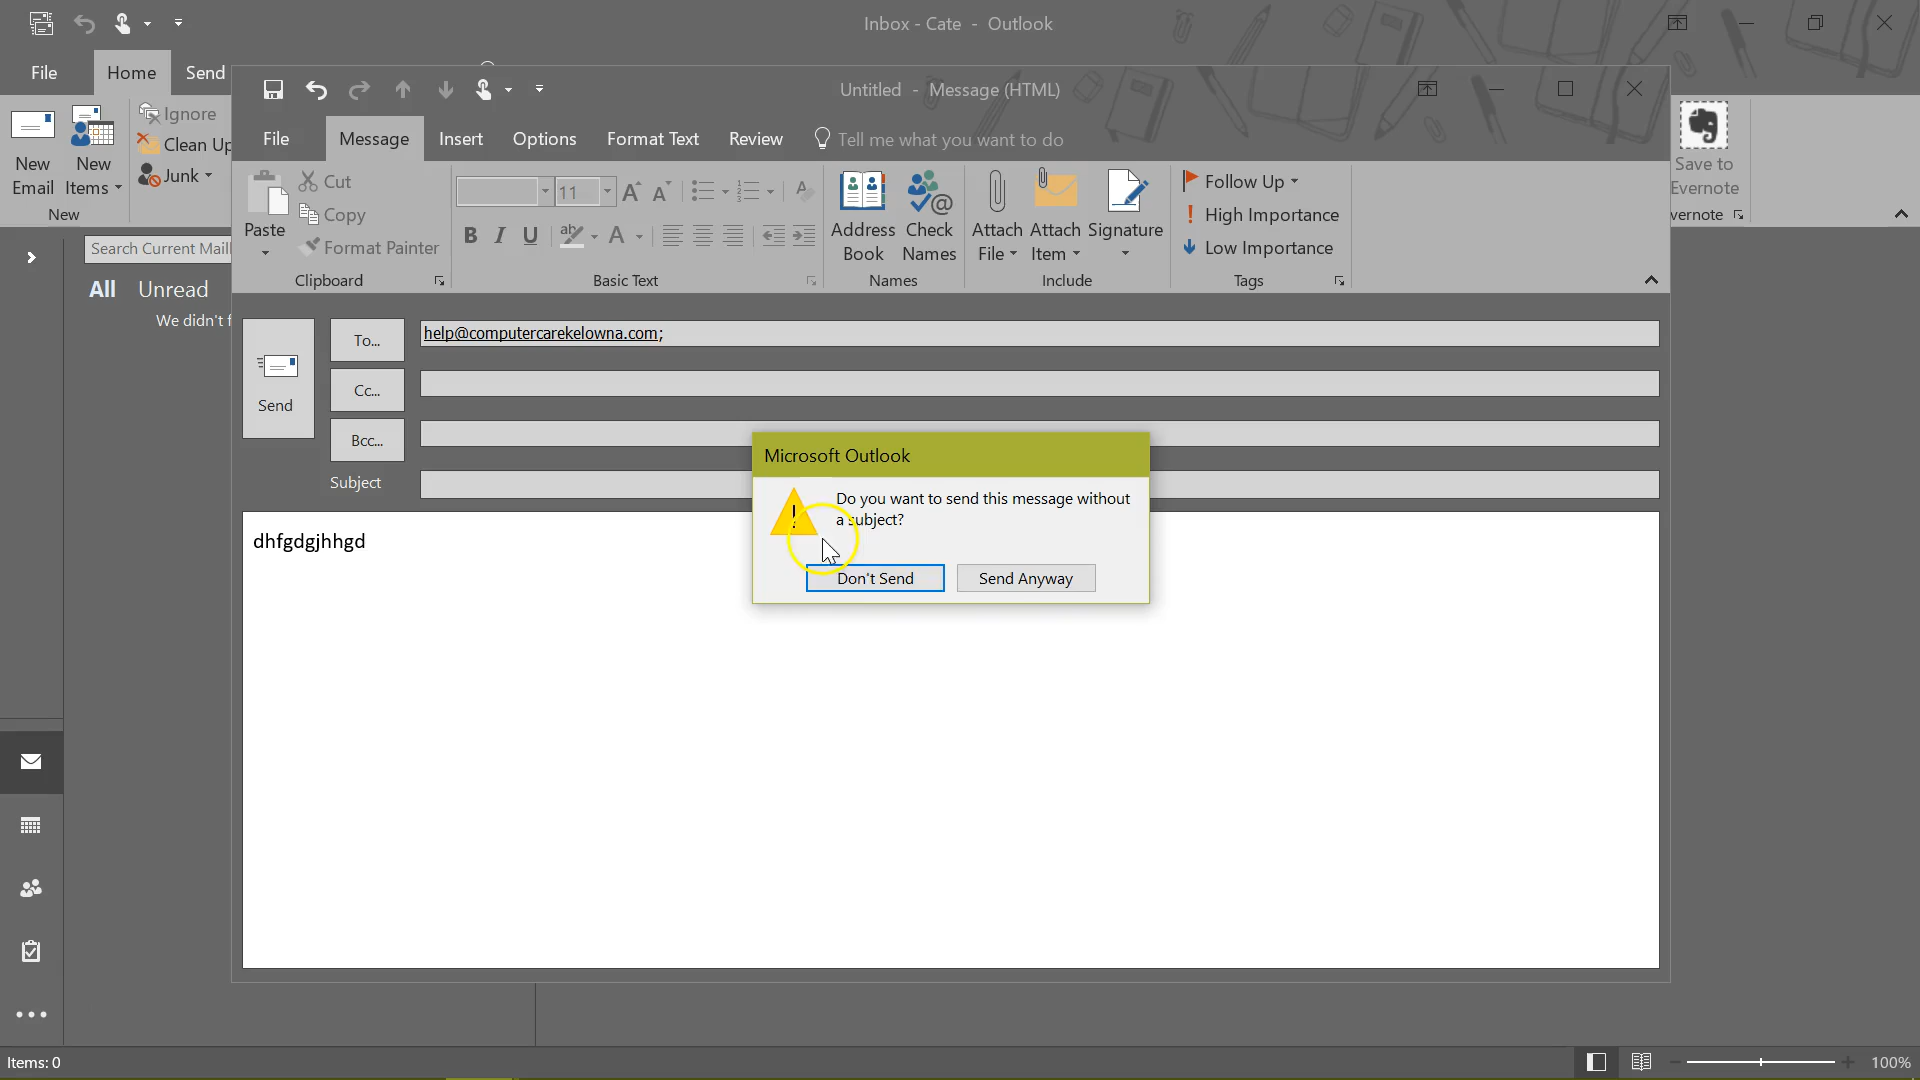 Inbox - Cate - Outlook
File Home Send
Untitled - Message (HTML)
File Message Insert Options Format Text Review Tell me what you want to do
New Email
New Items
Ignore
Clean Up
Junk
New
Paste
Cut
Copy
Format Painter
Clipboard
11
B I U ab A
Basic Text
Address Book
Check Names
Names
Attach File
Attach Item
Signature
Include
Follow Up
High Importance
Low Importance
Tags
Save to Evernote
vernote
Search Current Mail
All Unread
We didn't f
Send
To...
help@computercarekelowna.com;
Cc...
Bcc...
Subject
Microsoft Outlook
Do you want to send this message without
a subject?
Don't Send Send Anyway
dhfgdgjhhgd
Items: 0
100%